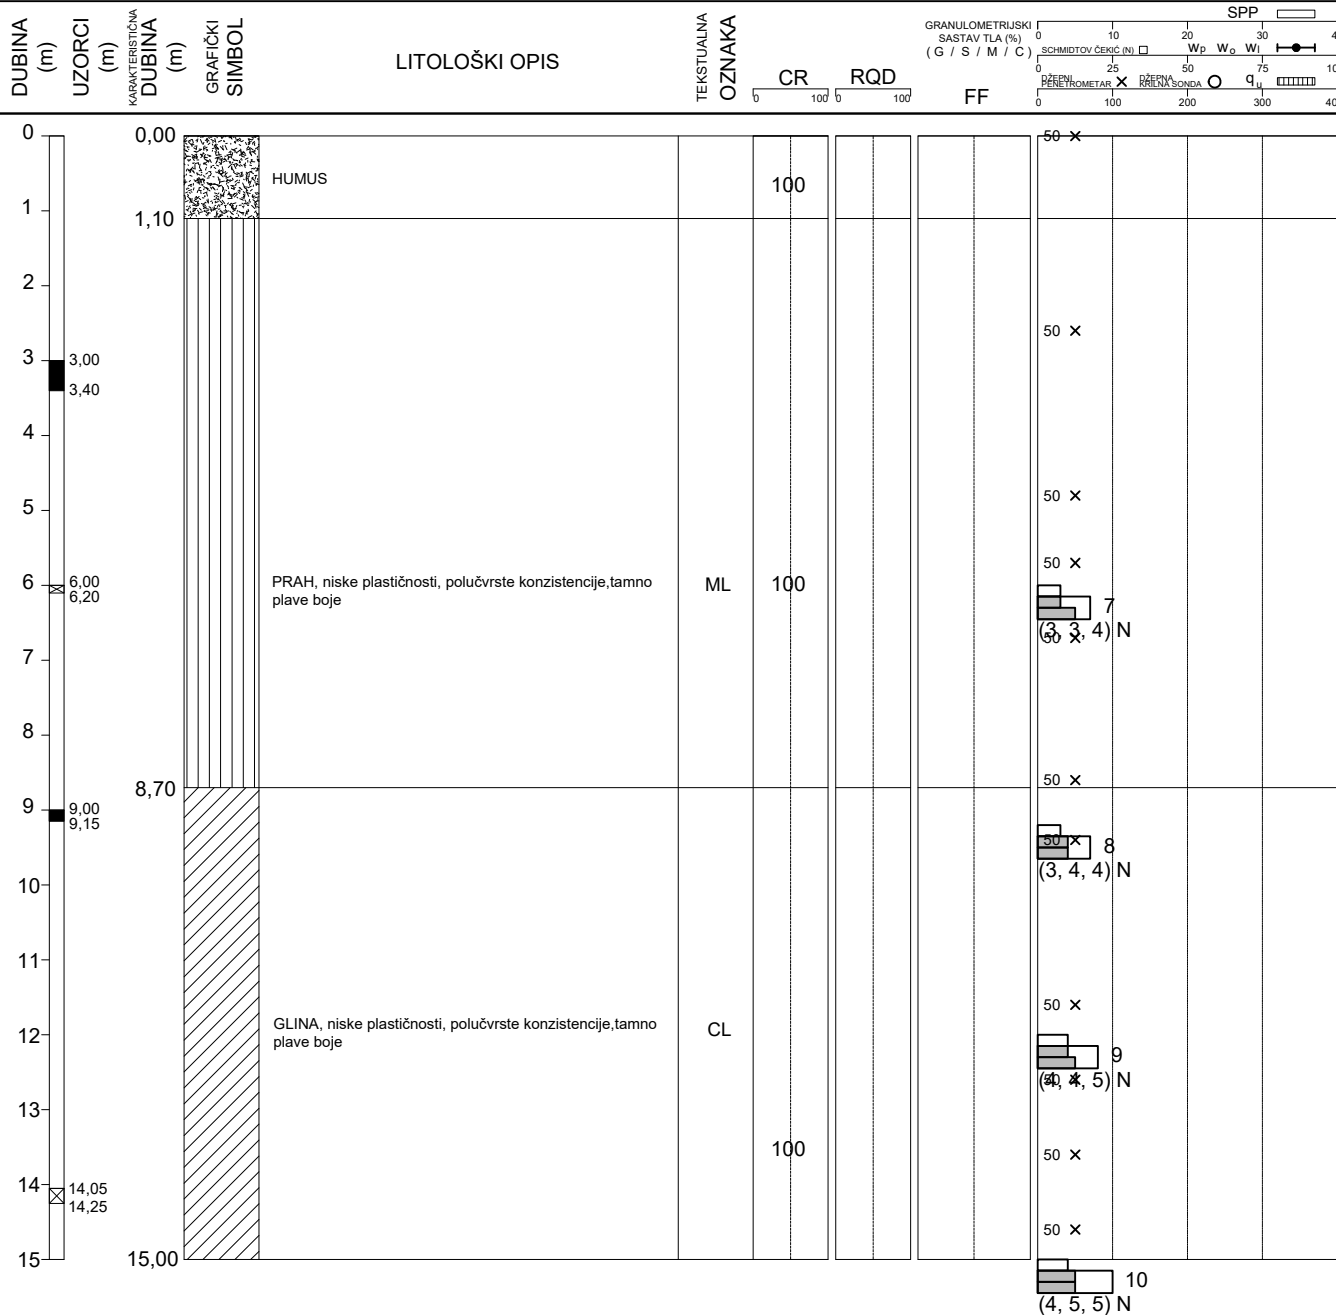 DUBINA (m)
UZORCI (m)
KARAKTERISTIČNA DUBINA (m)
GRAFIČKI SIMBOL
LITOLOŠKI OPIS
TEKSTUALNA OZNAKA
CR
0 100
RQD
0 100
GRANULOMETRIJSKI
SASTAV TLA (%)
( G / S / M / C )
FF
SPP
0 10 20 30
SCHMIDTOV ČEKIĆ (N) Wp Wo Wl
0 25 50 75
DŽEPNI PENETROMETAR DŽEPNA KRILNA SONDA qu
0 100 200 300
0 0,00 50
HUMUS 100
1 1,10
2
50
3 3,00
3,40
4
5 50
50
6 6,00
6,20
PRAH, niske plastičnosti, polučvrste konzistencije,tamno
plave boje
ML 100
7
(3, 3, 4) N
50
7
8
50
8,70
9 9,00
9,15
50 8
(3, 4, 4) N
10
11
50
12
GLINA, niske plastičnosti, polučvrste konzistencije,tamno
plave boje
CL
9
(4, 4, 5) N
50
13
100 50
14 14,05
14,25
50
15 15,00
10
(4, 5, 5) N